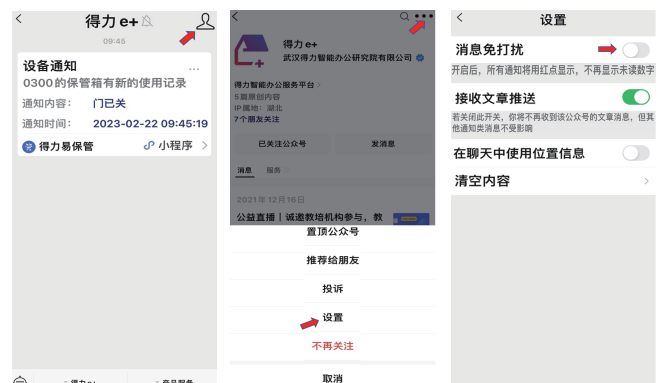 得力 e+
09:45
设备通知
0300的保管箱有新的使用记录
通知内容： 门已关
通知时间： 2023-02-22 09:45:19
得力易保管 小程序
得力 e+
武汉得力智能办公研究院有限公司
得力智能办公服务平台
5篇原创内容
IP属地：湖北
7个朋友关注
已关注公众号 发消息
消息 服务
2021年12月16日
公益直播｜诚邀教培机构参与，教
置顶公众号
推荐给朋友
投诉
设置
不再关注
取消
设置
消息免打扰
开启后，所有通知将用红点显示，不再显示未读数字
接收文章推送
若关闭此开关，你将不再收到该公众号的文章消息，但其
他通知类消息不受影响
在聊天中使用位置信息
清空内容